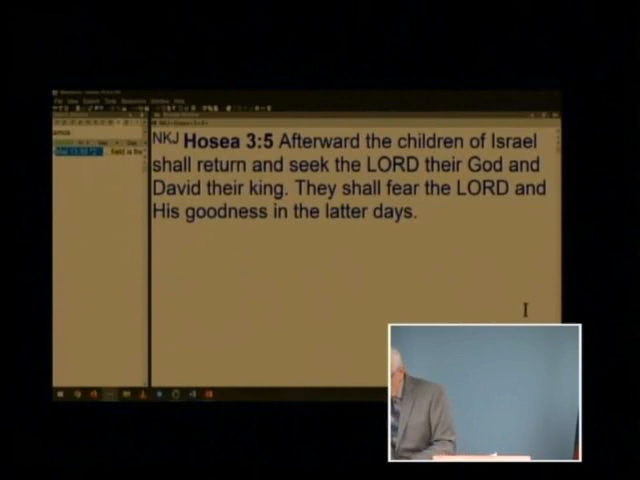 NKJ Hosea 3:5 Afterward the children of Israel
shall return and seek the LORD their God and
David their king. They shall fear the LORD and
His goodness in the latter days.